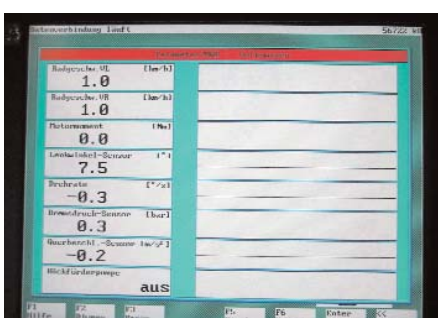 Datenverbindung läuft
Radgeschw.VL [km/h]
1.0
Radgeschw.VR [km/h]
1.0
Motormoment [Nm]
0.0
Lenkwinkel-Sensor [°]
7.5
Drehrate [°/s]
-0.3
Bremsdruck-Sensor [bar]
0.3
Querbeschl.-Sensor [m/s²]
-0.2
Rückförderpumpe
aus
F1 F2 F3 F5 F6 Enter <<
Hilfe